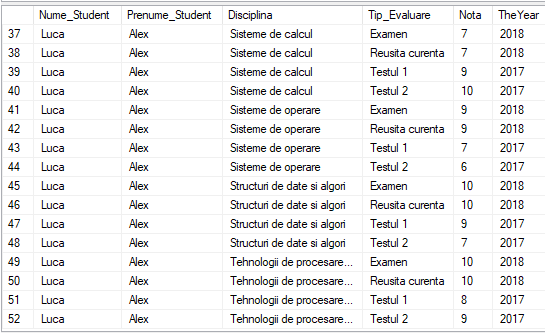 Nume_Student Prenume_Student Disciplina Tip_Evaluare Nota TheYear
37 Luca Alex Sisteme de calcul Examen 7 2018
38 Luca Alex Sisteme de calcul Reusita curenta 7 2018
39 Luca Alex Sisteme de calcul Testul 1 9 2017
40 Luca Alex Sisteme de calcul Testul 2 10 2017
41 Luca Alex Sisteme de operare Examen 9 2018
42 Luca Alex Sisteme de operare Reusita curenta 9 2018
43 Luca Alex Sisteme de operare Testul 1 7 2017
44 Luca Alex Sisteme de operare Testul 2 6 2017
45 Luca Alex Structuri de date si algori Examen 10 2018
46 Luca Alex Structuri de date si algori Reusita curenta 10 2018
47 Luca Alex Structuri de date si algori Testul 1 9 2017
48 Luca Alex Structuri de date si algori Testul 2 7 2017
49 Luca Alex Tehnologii de procesare... Examen 10 2018
50 Luca Alex Tehnologii de procesare... Reusita curenta 10 2018
51 Luca Alex Tehnologii de procesare... Testul 1 8 2017
52 Luca Alex Tehnologii de procesare... Testul 2 9 2017